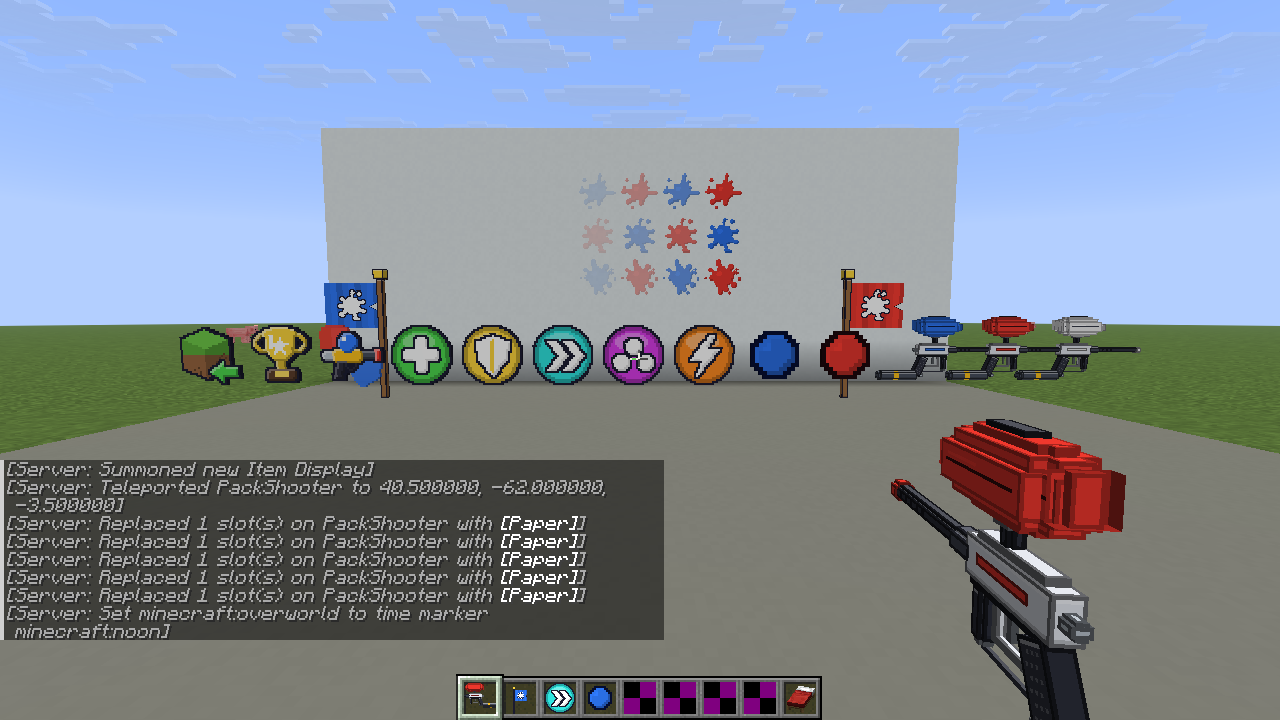 [Server: Summoned new Item Display]
[Server: Teleported PackShooter to 40.500000, -62.000000,
-3.500000]
[Server: Replaced 1 slot(s) on PackShooter with [Paper]]
[Server: Replaced 1 slot(s) on PackShooter with [Paper]]
[Server: Replaced 1 slot(s) on PackShooter with [Paper]]
[Server: Replaced 1 slot(s) on PackShooter with [Paper]]
[Server: Replaced 1 slot(s) on PackShooter with [Paper]]
[Server: Set minecraft:overworld to time marker
minecraft:noon]